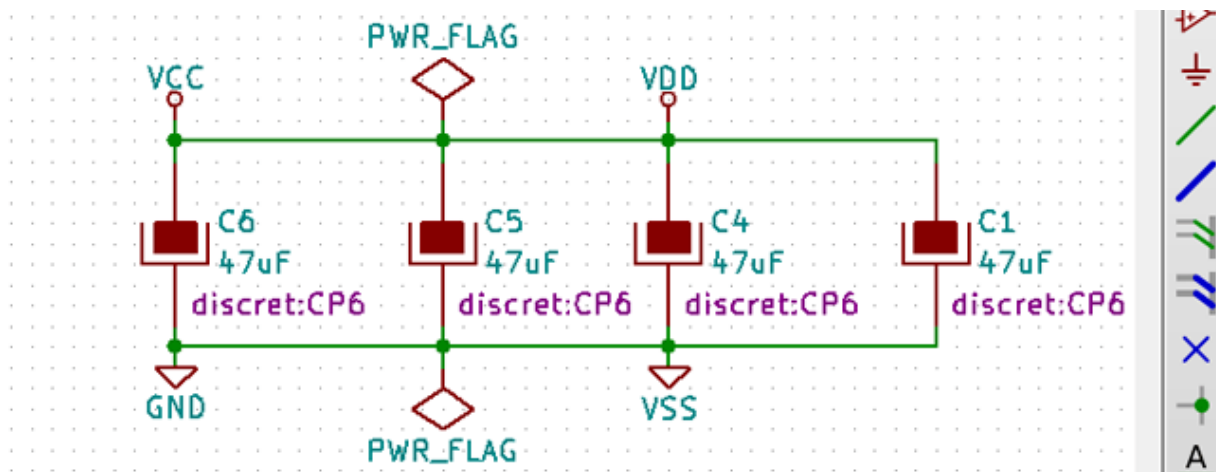 PWR_FLAG
VCC
VDD
C6
47uF
discret:CP6
C5
47uF
discret:CP6
C4
47uF
discret:CP6
C1
47uF
discret:CP6
GND
VSS
PWR_FLAG
A